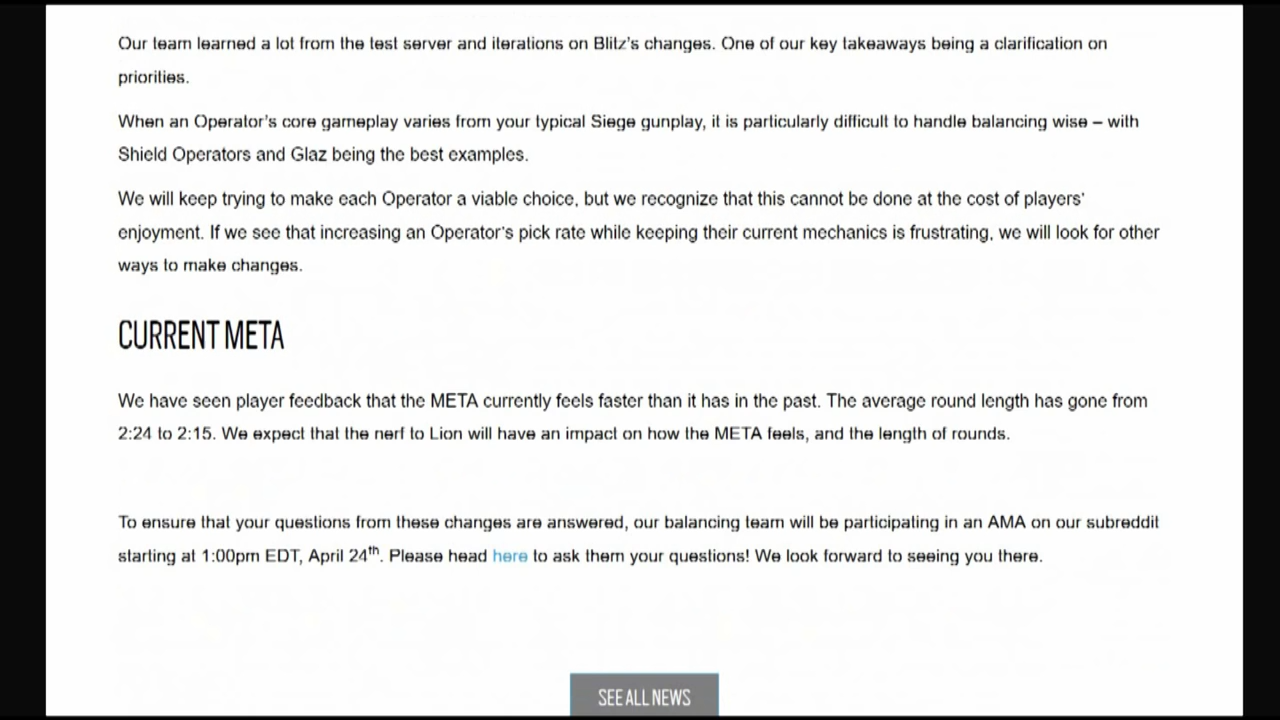 Our team learned a lot from the test server and iterations on Blitz's changes. One of our key takeaways being a clarification on
priorities.
When an Operator's core gameplay varies from your typical Siege gunplay, it is particularly difficult to handle balancing wise – with
Shield Operators and Glaz being the best examples.
We will keep trying to make each Operator a viable choice, but we recognize that this cannot be done at the cost of players'
enjoyment. If we see that increasing an Operator's pick rate while keeping their current mechanics is frustrating, we will look for other
ways to make changes.
CURRENT META
We have seen player feedback that the META currently feels faster than it has in the past. The average round length has gone from
2:24 to 2:15. We expect that the nerf to Lion will have an impact on how the META feels, and the length of rounds.
To ensure that your questions from these changes are answered, our balancing team will be participating in an AMA on our subreddit
starting at 1:00pm EDT, April 24th. Please head here to ask them your questions! We look forward to seeing you there.
SEE ALL NEWS